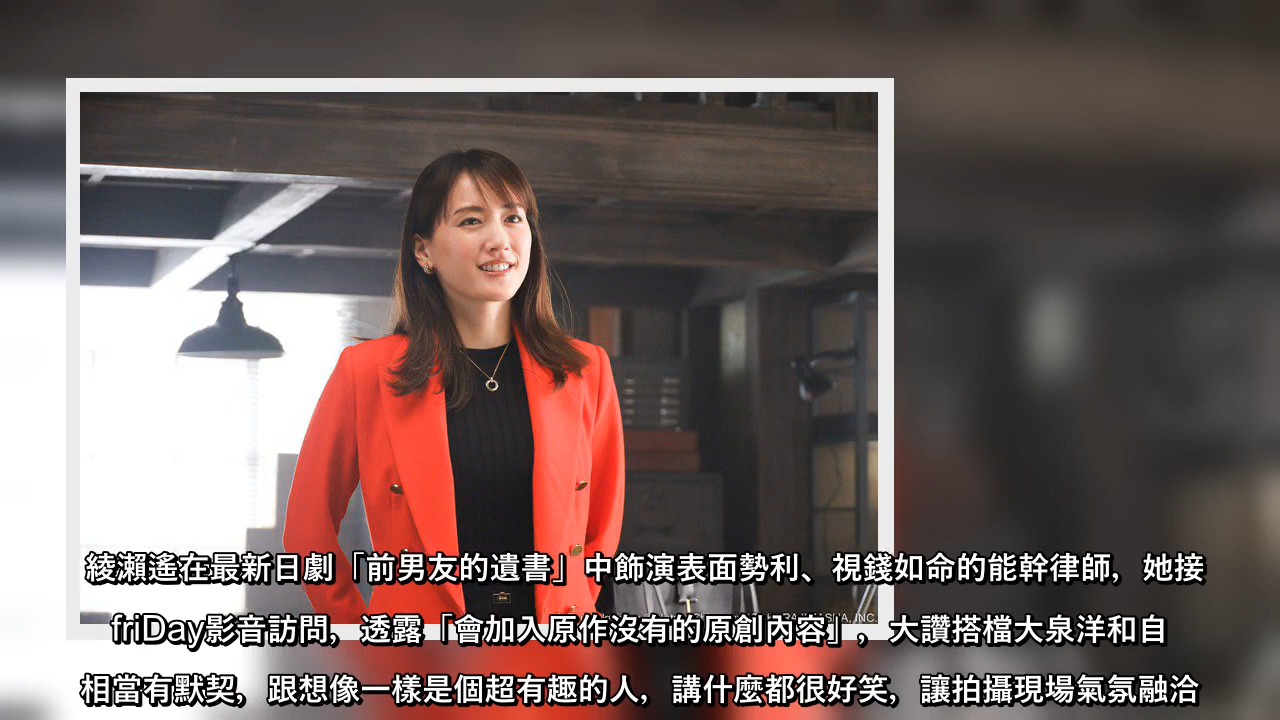 綾瀨遙在最新日劇「前男友的遺書」中飾演表面勢利、視錢如命的能幹律師，她接
friDay影音訪問，透露「會加入原作沒有的原創內容」，大讚搭檔大泉洋和自
相當有默契，跟想像一樣是個超有趣的人，講什麼都很好笑，讓拍攝現場氣氛融洽